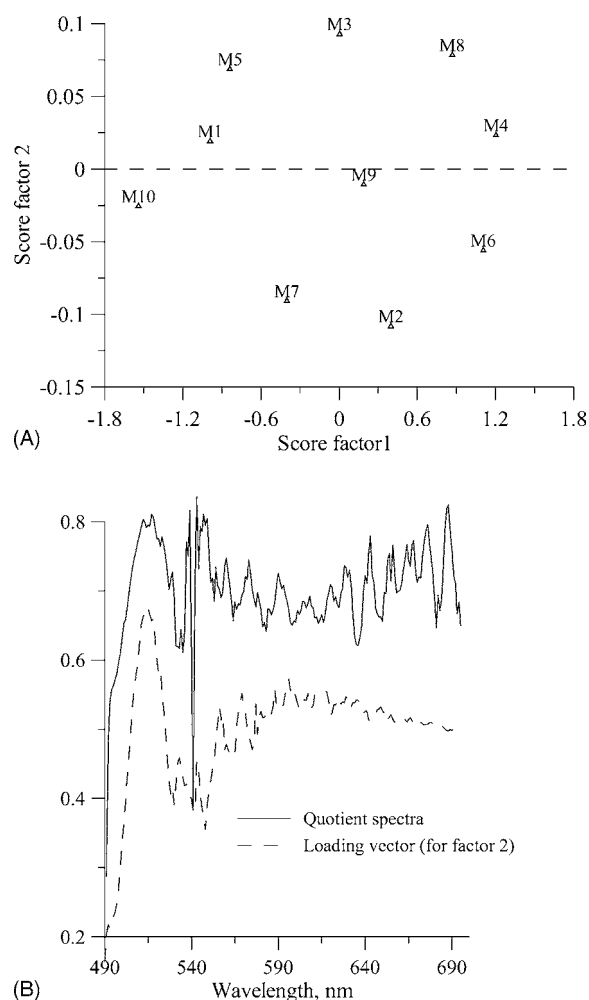 0.1
M3
M8
M5
0.05
M4
M1
Score factor 2
0
M9
M10
-0.05
M6
M7
-0.1
M2
-0.15
-1.8 -1.2 -0.6 0 0.6 1.2 1.8
(A)
Score factor1
0.8
0.6
0.4
Quotient spectra
Loading vector (for factor 2)
0.2
490 540 590 640 690
(B)
Wavelength, nm